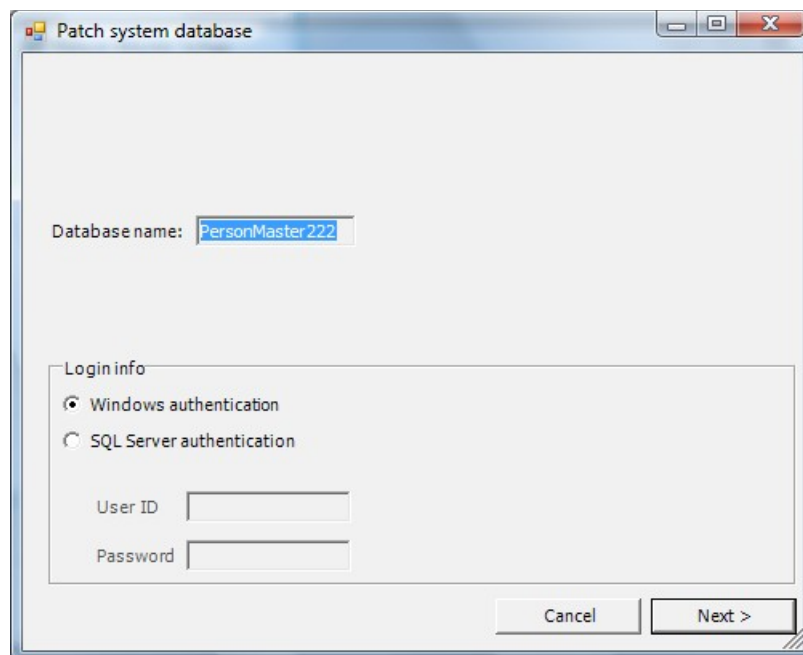 Patch system database
Database name: PersonMaster222
Login info
Windows authentication
SQL Server authentication
User ID
Password
Cancel Next >